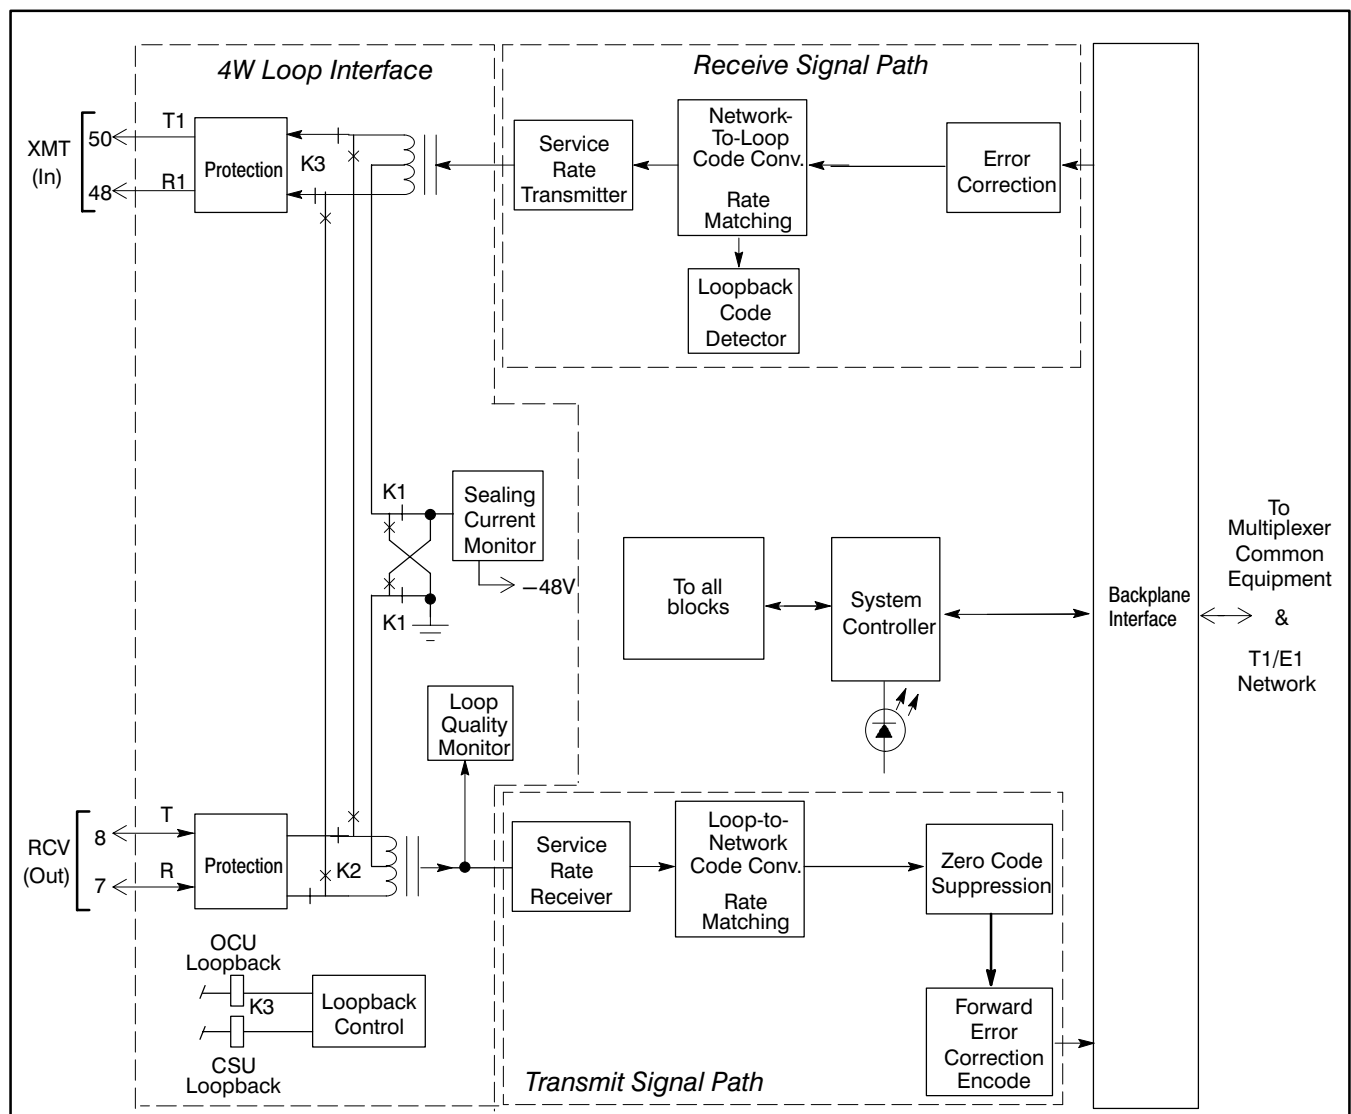 4W Loop Interface
Receive Signal Path
XMT
(In)
50
48
T1
R1
Protection
K3
Service
Rate
Transmitter
Network-
To-Loop
Code Conv.
Rate
Matching
Error
Correction
Loopback
Code
Detector
K1
Sealing
Current
Monitor
–48V
K1
To all
blocks
System
Controller
Backplane
Interface
To
Multiplexer
Common
Equipment
&
T1/E1
Network
Loop
Quality
Monitor
RCV
(Out)
8
7
T
R
Protection
K2
Service
Rate
Receiver
Loop-to-
Network
Code Conv.
Rate
Matching
Zero Code
Suppression
OCU
Loopback
K3
Loopback
Control
CSU
Loopback
Forward
Error
Correction
Encode
Transmit Signal Path